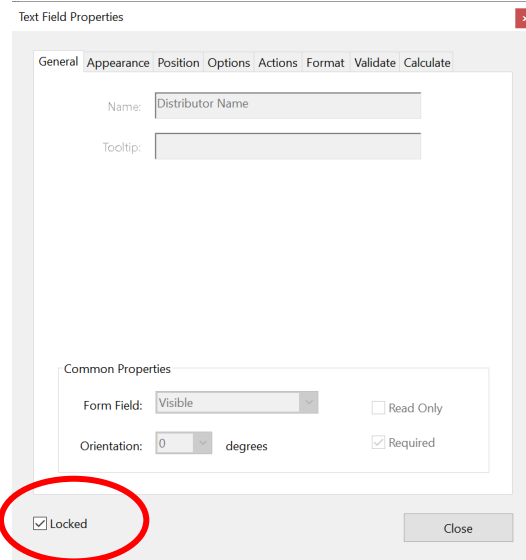 Text Field Properties
General Appearance Position Options Actions Format Validate Calculate
Name: Distributor Name
Tooltip:
Common Properties
Form Field: Visible Read Only
Orientation: 0 degrees Required
Locked Close